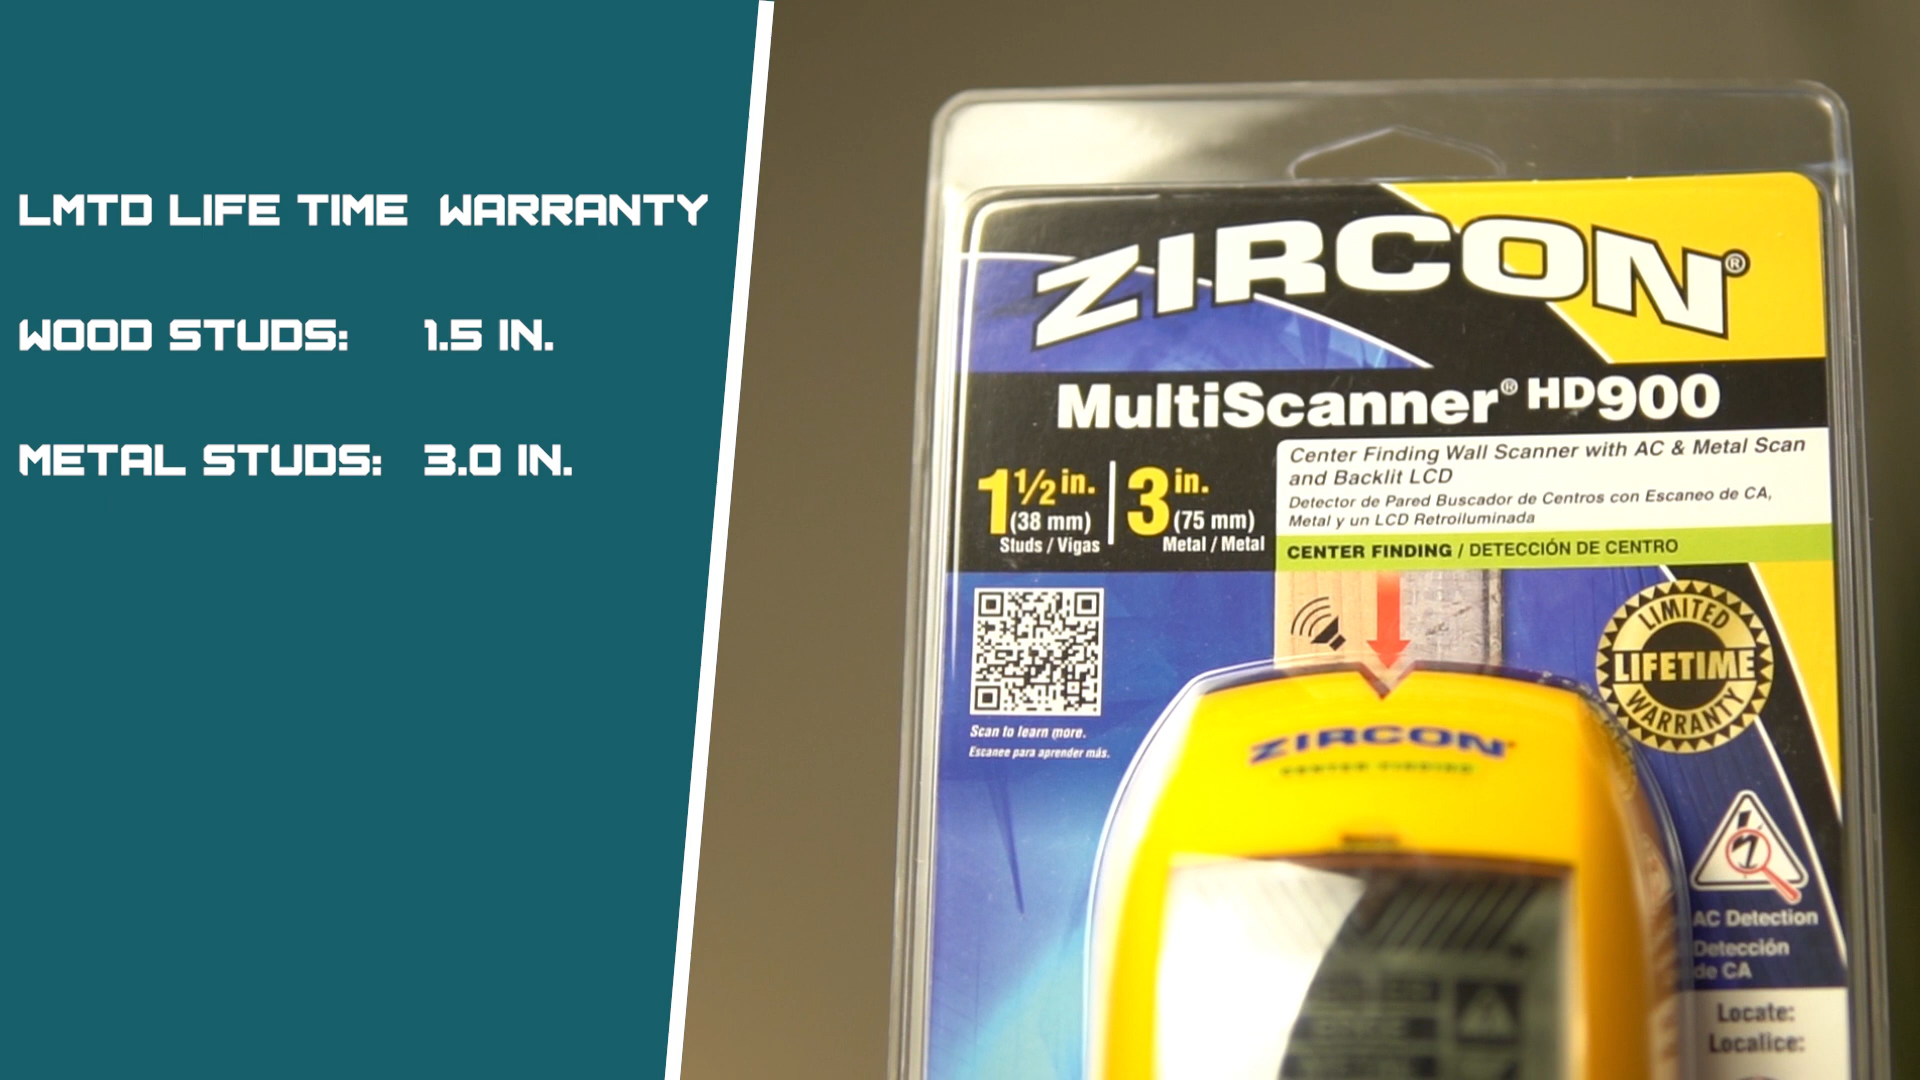 LMTD LIFE TIME WARRANTY
WOOD STUDS: 1.5 IN.
METAL STUDS: 3.0 IN.
ZIRCON®
MultiScanner® HD900
1½ in.
(38 mm)
Studs / Vigas
3 in.
(75 mm)
Metal / Metal
Center Finding Wall Scanner with AC & Metal Scan
and Backlit LCD
Detector de Pared Buscador de Centros con Escaneo de CA,
Metal y un LCD Retroiluminada
CENTER FINDING / DETECCIÓN DE CENTRO
Scan to learn more.
Escanee para aprender más.
LIMITED
LIFETIME
WARRANTY
ZIRCON
CENTER FINDING
AC Detection
Detección
de CA
Locate:
Localice: